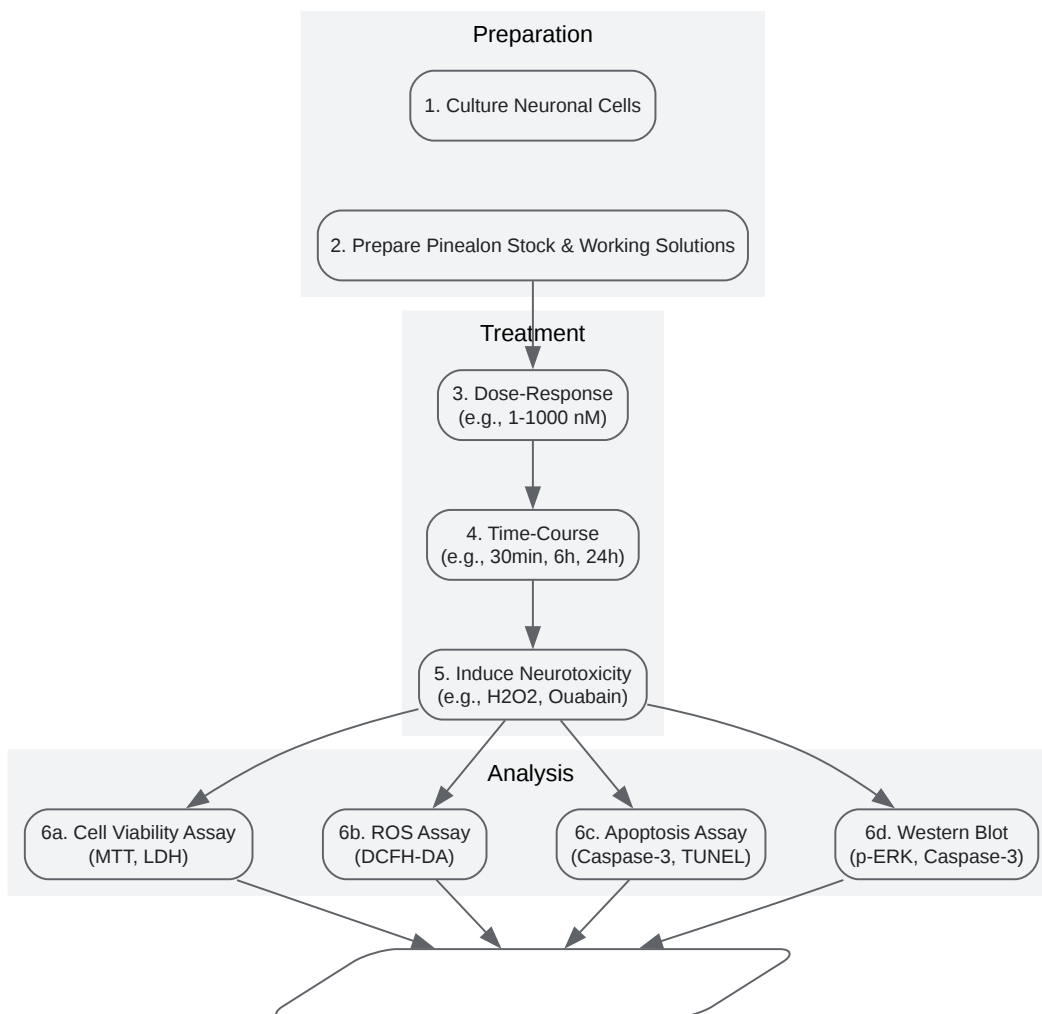 Preparation
1. Culture Neuronal Cells
2. Prepare Pinealon Stock & Working Solutions
Treatment
3. Dose-Response
(e.g., 1-1000 nM)
4. Time-Course
(e.g., 30min, 6h, 24h)
5. Induce Neurotoxicity
(e.g., H2O2, Ouabain)
Analysis
6a. Cell Viability Assay
(MTT, LDH)
6b. ROS Assay
(DCFH-DA)
6c. Apoptosis Assay
(Caspase-3, TUNEL)
6d. Western Blot
(p-ERK, Caspase-3)